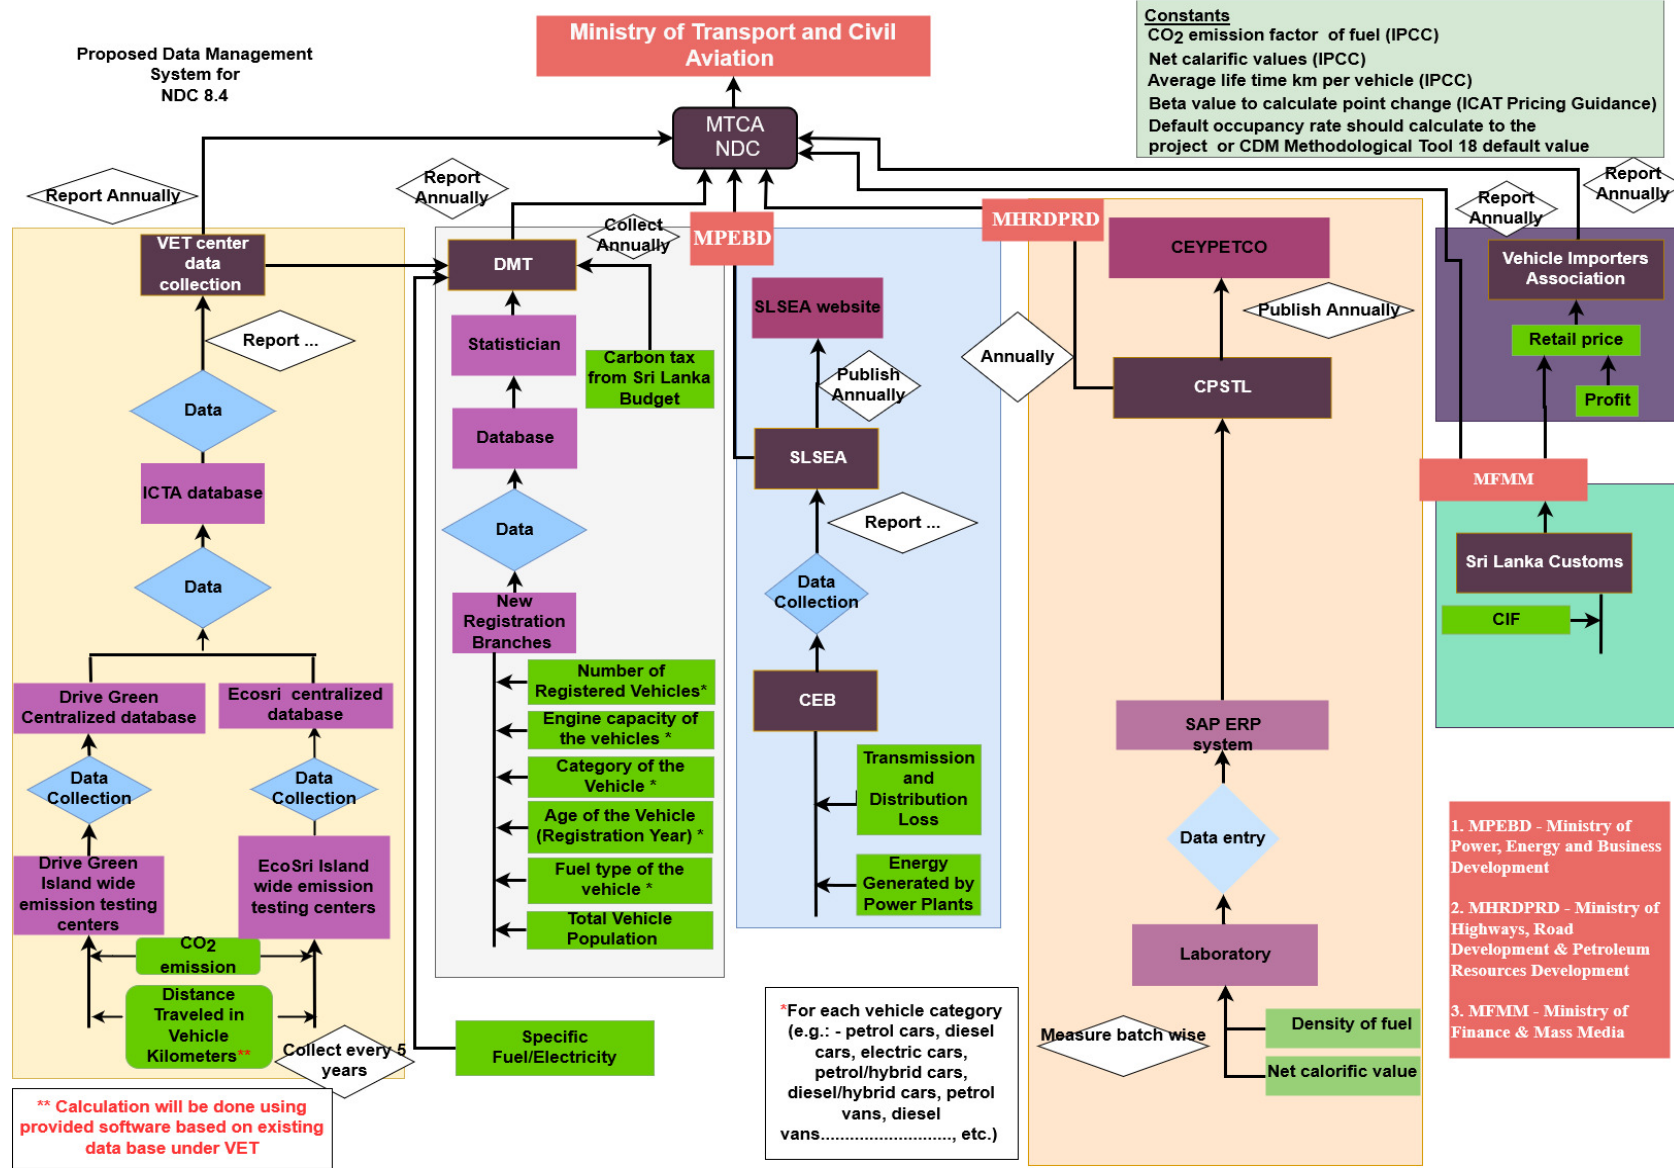 Proposed Data Management
System for
NDC 8.4
Ministry of Transport and Civil
Aviation
Constants
CO2 emission factor of fuel (IPCC)
Net calarific values (IPCC)
Average life time km per vehicle (IPCC)
Beta value to calculate point change (ICAT Pricing Guidance)
Default occupancy rate should calculate to the
project or CDM Methodological Tool 18 default value
MTCA
NDC
Report Annually
Report
Annually
Collect
Annually
Report
Annually
Report
Annually
VET center
data
collection
Report ...
Data
ICTA database
Data
Drive Green
Centralized database
Ecosri centralized
database
Data
Collection
Data
Collection
Drive Green
Island wide
emission testing
centers
EcoSri Island
wide emission
testing centers
CO2
emission
Distance
Traveled in
Vehicle
Kilometers**
Collect every 5
years
** Calculation will be done using
provided software based on existing
data base under VET
DMT
Statistician
Carbon tax
from Sri Lanka
Budget
Database
Data
New
Registration
Branches
Number of
Registered Vehicles*
Engine capacity of
the vehicles *
Category of the
Vehicle *
Age of the Vehicle
(Registration Year) *
Fuel type of the
vehicle *
Total Vehicle
Population
Specific
Fuel/Electricity
MPEBD
SLSEA website
Publish
Annually
SLSEA
Report ...
Data
Collection
CEB
Transmission
and
Distribution
Loss
Energy
Generated by
Power Plants
*For each vehicle category
(e.g.: - petrol cars, diesel
cars, electric cars,
petrol/hybrid cars,
diesel/hybrid cars, petrol
vans, diesel
vans..........................., etc.)
MHRDPRD
CEYPETCO
Publish Annually
Annually
CPSTL
SAP ERP
system
Data entry
Laboratory
Measure batch wise
Density of fuel
Net calorific value
Vehicle Importers
Association
Retail price
Profit
MFMM
Sri Lanka Customs
CIF
1. MPEBD - Ministry of
Power, Energy and Business
Development
2. MHRDPRD - Ministry of
Highways, Road
Development & Petroleum
Resources Development
3. MFMM - Ministry of
Finance & Mass Media